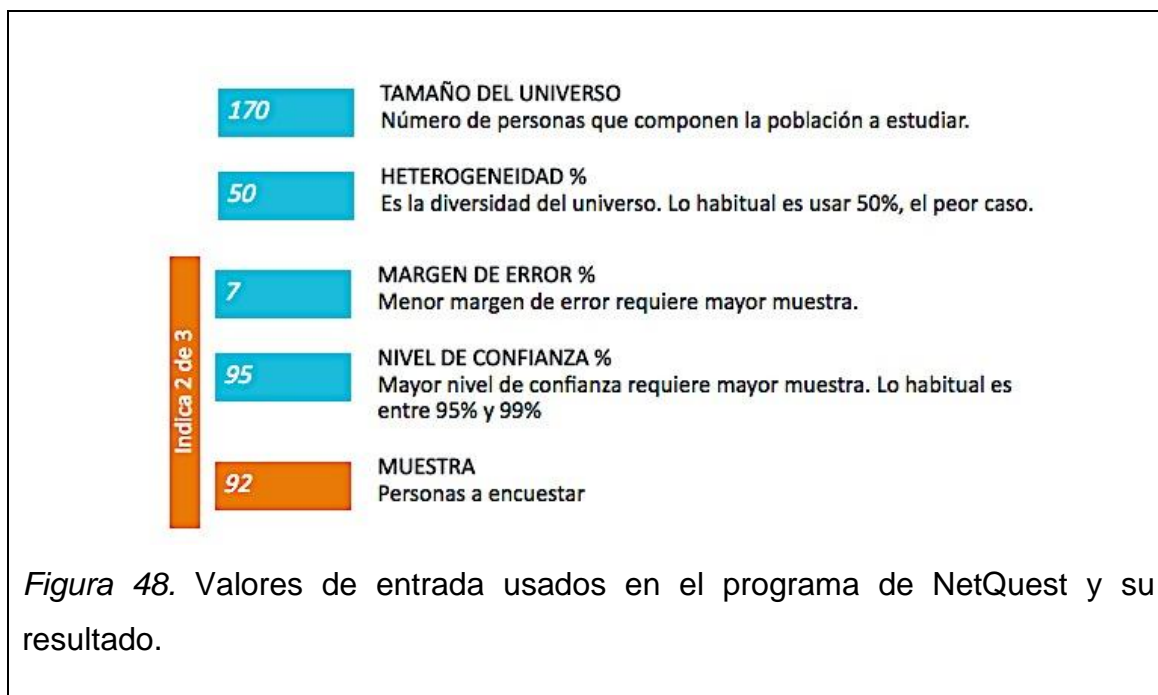 170
TAMAÑO DEL UNIVERSO
Número de personas que componen la población a estudiar.
50
HETEROGENEIDAD %
Es la diversidad del universo. Lo habitual es usar 50%, el peor caso.
Indica 2 de 3
7
MARGEN DE ERROR %
Menor margen de error requiere mayor muestra.
95
NIVEL DE CONFIANZA %
Mayor nivel de confianza requiere mayor muestra. Lo habitual es
entre 95% y 99%
92
MUESTRA
Personas a encuestar
Figura 48. Valores de entrada usados en el programa de NetQuest y su
resultado.